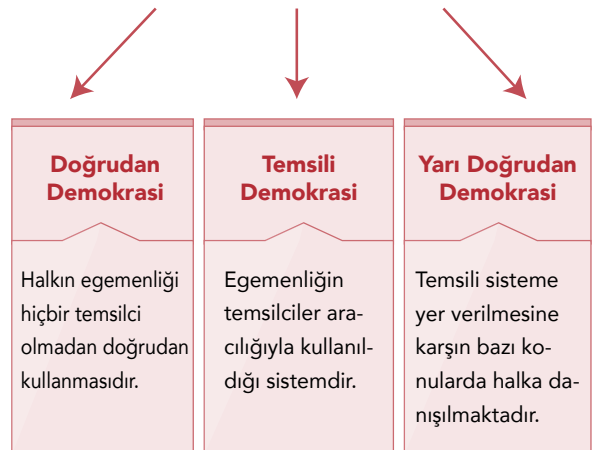 Doğrudan
Demokrasi
Halkın egemenliği
hiçbir temsilci
olmadan doğrudan
kullanmasıdır.
Temsili
Demokrasi
Egemenliğin
temsilciler ara-
cılığıyla kullanıl-
dığı sistemdir.
Yarı Doğrudan
Demokrasi
Temsili sisteme
yer verilmesine
karşın bazı ko-
nularda halka da-
nışılmaktadır.